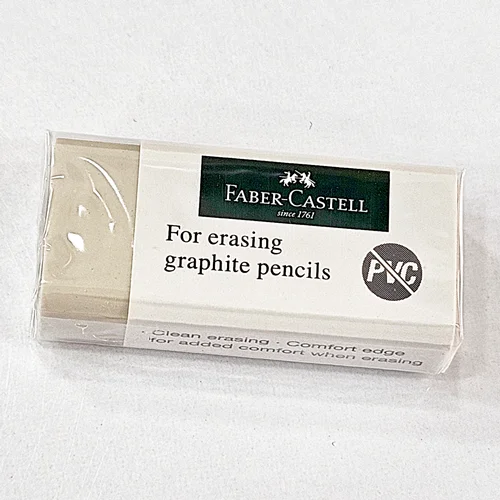 FABER-CASTELL
since 1761
For erasing
graphite pencils
PVC
· Clean erasing · Comfort edge
for added comfort when erasing